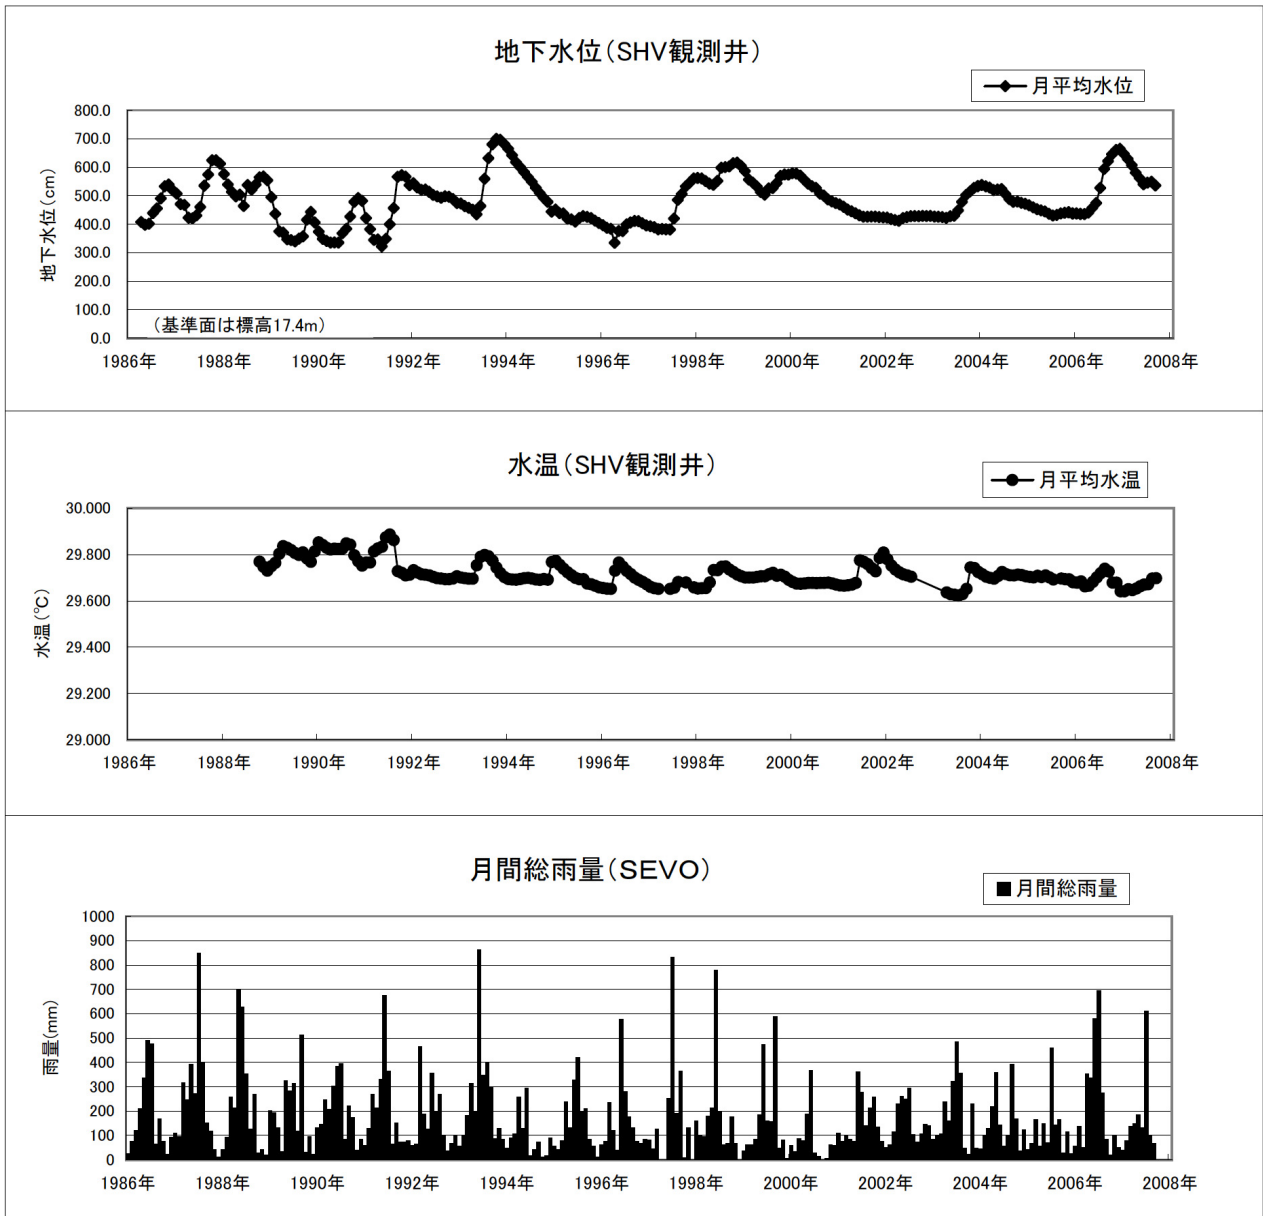 地下水位(SHV観測井)
月平均水位
800.0
700.0
600.0
500.0
400.0
300.0
200.0
100.0
0.0
地下水位(cm)
(基準面は標高17.4m)
1986年 1988年 1990年 1992年 1994年 1996年 1998年 2000年 2002年 2004年 2006年 2008年
水温(SHV観測井)
月平均水温
30.000
29.800
29.600
29.400
29.200
29.000
水温(℃)
1986年 1988年 1990年 1992年 1994年 1996年 1998年 2000年 2002年 2004年 2006年 2008年
月間総雨量(SEVO)
月間総雨量
1000
900
800
700
600
500
400
300
200
100
0
雨量(mm)
1986年 1988年 1990年 1992年 1994年 1996年 1998年 2000年 2002年 2004年 2006年 2008年